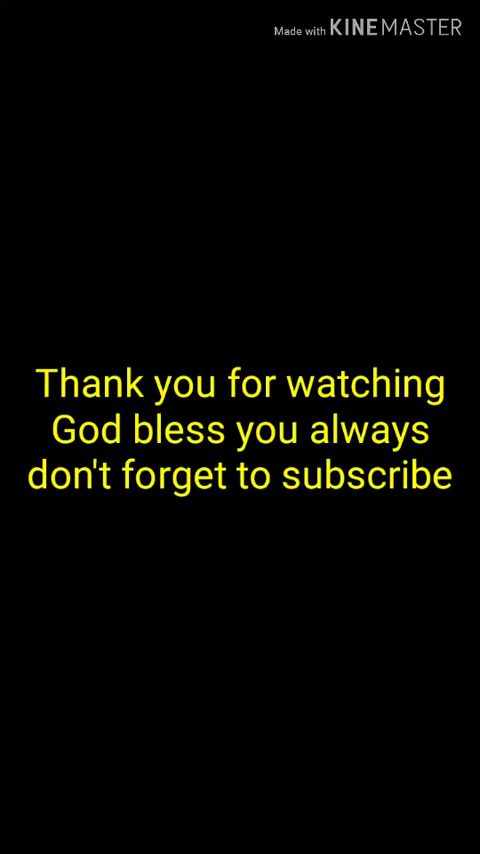 Made with KINEMASTER
Thank you for watching
God bless you always
don't forget to subscribe